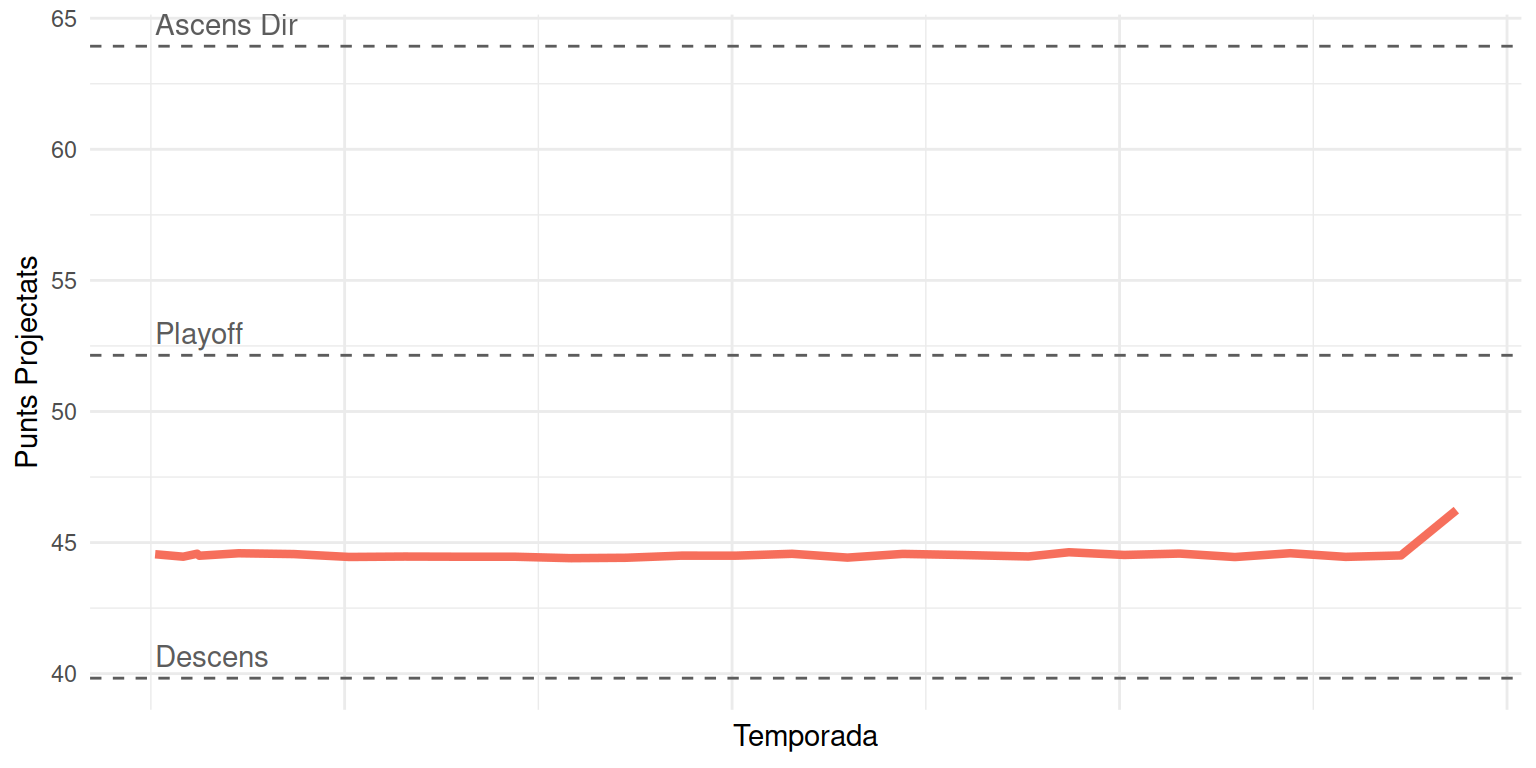 65
Ascens Dir
60
55
Playoff
50
45
Descens
40
Punts Projectats
Temporada